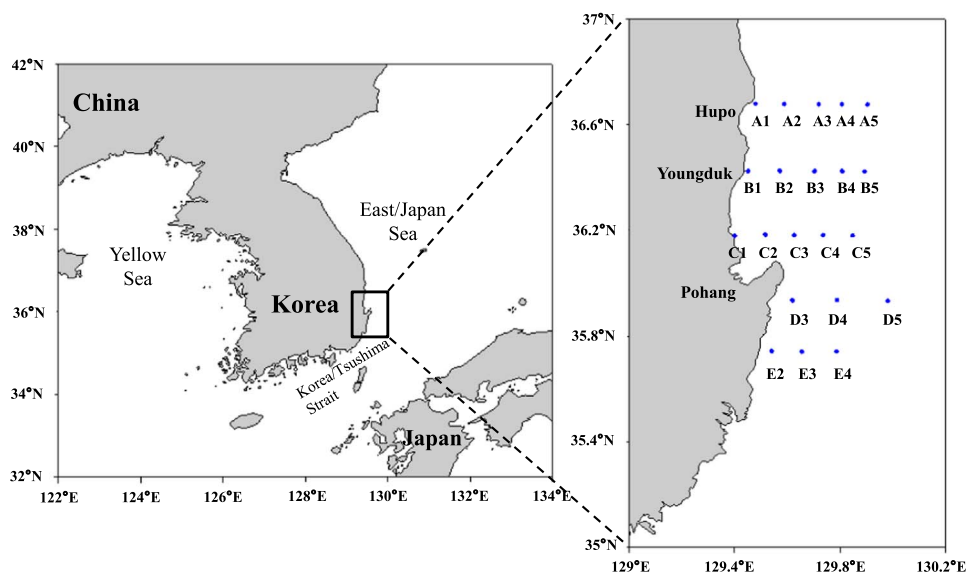 42°N
40°N
38°N
36°N
34°N
32°N
122°E
124°E
126°E
128°E
130°E
132°E
134°E
China
Yellow
Sea
Korea
East/Japan
Sea
Korea/Tsushima
Strait
Japan
37°N
36.6°N
36.2°N
35.8°N
35.4°N
35°N
129°E
129.4°E
129.8°E
130.2°E
Hupo
A1 A2 A3 A4 A5
Youngduk
B1 B2 B3 B4 B5
C1 C2 C3 C4 C5
Pohang
D3 D4 D5
E2 E3 E4